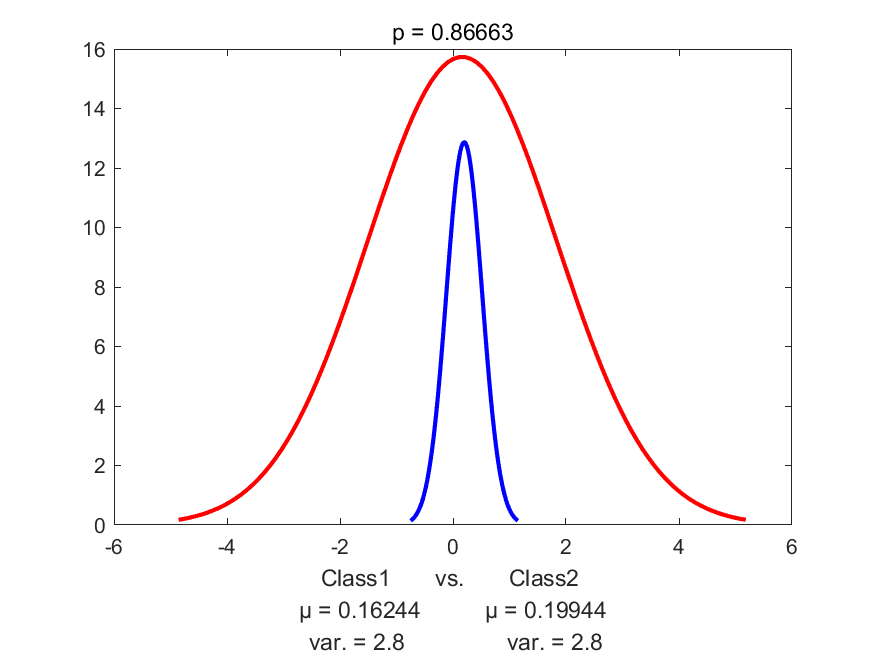 p = 0.86663
16
14
12
10
8
6
4
2
0
-6 -4 -2 0 2 4 6
Class1 vs. Class2
μ = 0.16244 μ = 0.19944
var. = 2.8 var. = 2.8